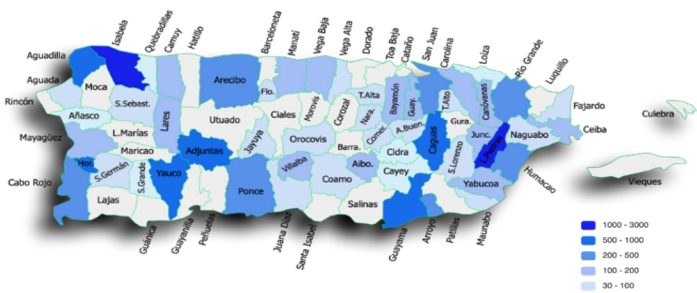 Isabela
Quebradillas
Camuy
Hatillo
Barceloneta
Manatí
Vega Baja
Vega Alta
Dorado
Toa Baja
Cataño
San Juan
Carolina
Loíza
Río Grande
Luquillo
Aguadilla
Aguada
Rincón
Mayagüez
Cabo Rojo
Moca
S.Sebast.
Añasco
Lares
L.Marías
Maricao
Hor.
S.Germán
S.Grande
Lajas
Yauco
Arecibo
Utuado
Adjuntas
Flo.
Ciales
Morovis
Jayuya
Orocovis
Corozal
Barra.
Villalba
Ponce
Coamo
T.Alta
Nara.
Comer.
Bayamón
Guay.
A.Buen.
Cidra
Aibo.
Cayey
Salinas
Caguas
T.Alto
Gura.
Canóvanas
Junc.
S.Lorenzo
L.Piedras
Naguabo
Yabucoa
Fajardo
Ceiba
Humacao
Culebra
Vieques
Guánica
Guayanilla
Peñuelas
Juana Díaz
Santa Isabel
Guayama
Arroyo
Patillas
Maunabo
1000 - 3000
500 - 1000
200 - 500
100 - 200
30 - 100